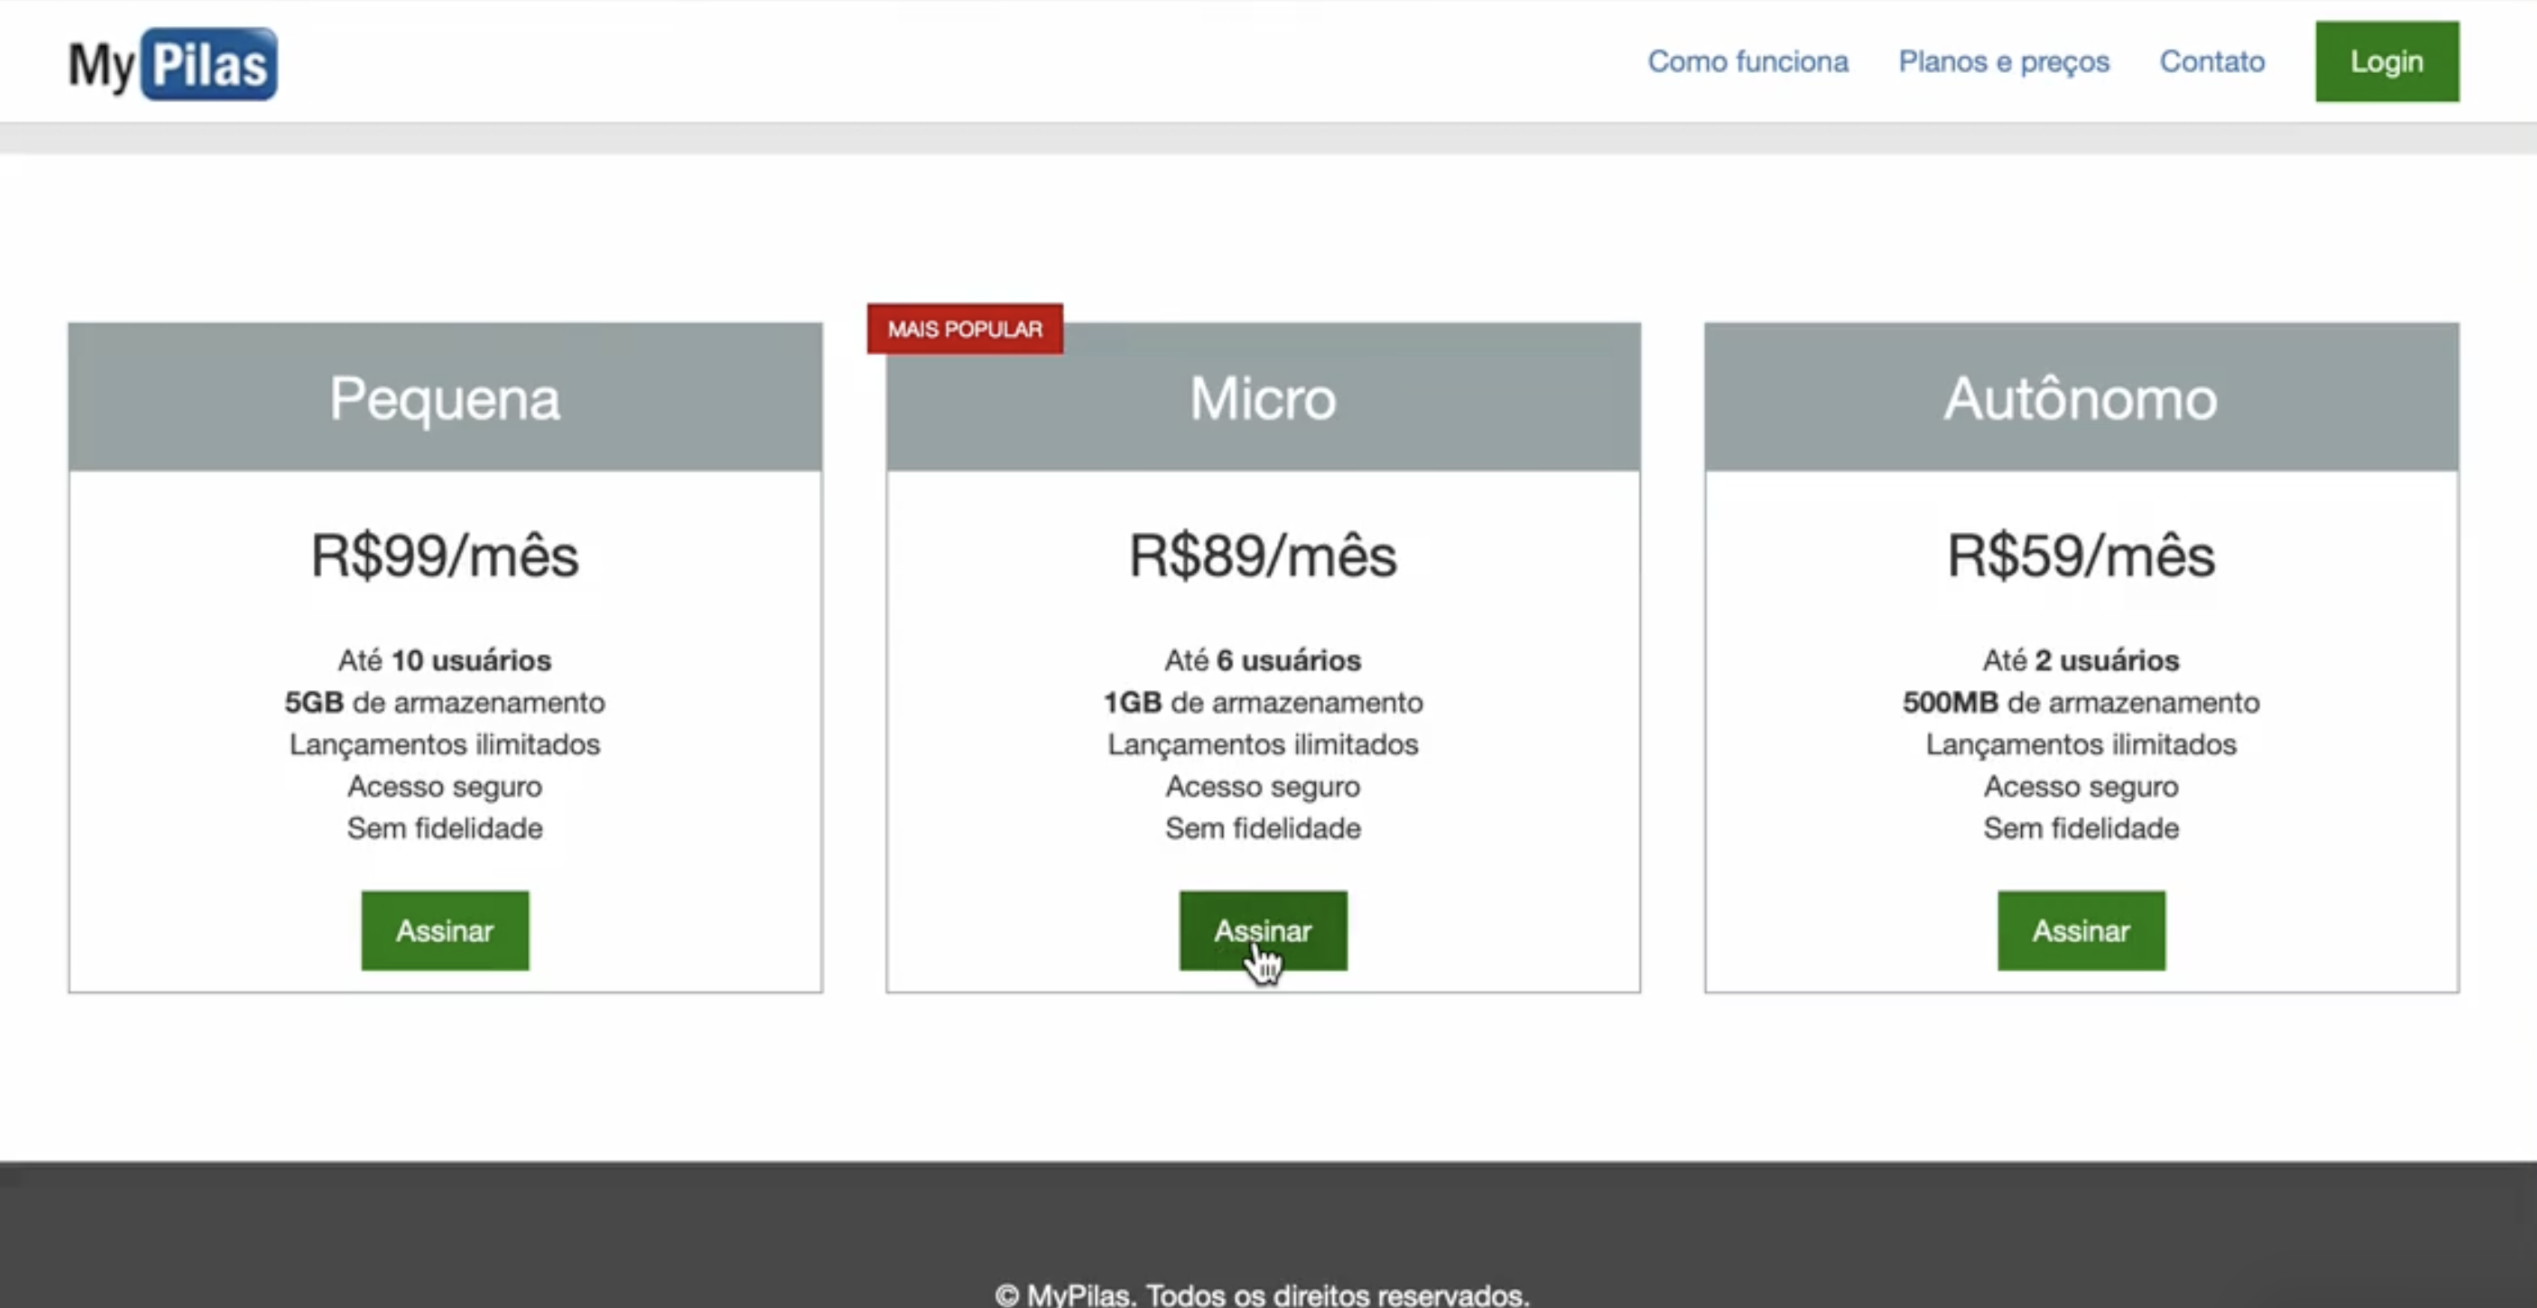 My Pilas
Como funciona
Planos e preços
Contato
Login
Pequena
R$99/mês
Até 10 usuários
5GB de armazenamento
Lançamentos ilimitados
Acesso seguro
Sem fidelidade
Assinar
MAIS POPULAR
Micro
R$89/mês
Até 6 usuários
1GB de armazenamento
Lançamentos ilimitados
Acesso seguro
Sem fidelidade
Assinar
Autônomo
R$59/mês
Até 2 usuários
500MB de armazenamento
Lançamentos ilimitados
Acesso seguro
Sem fidelidade
Assinar
© MyPilas. Todos os direitos reservados.